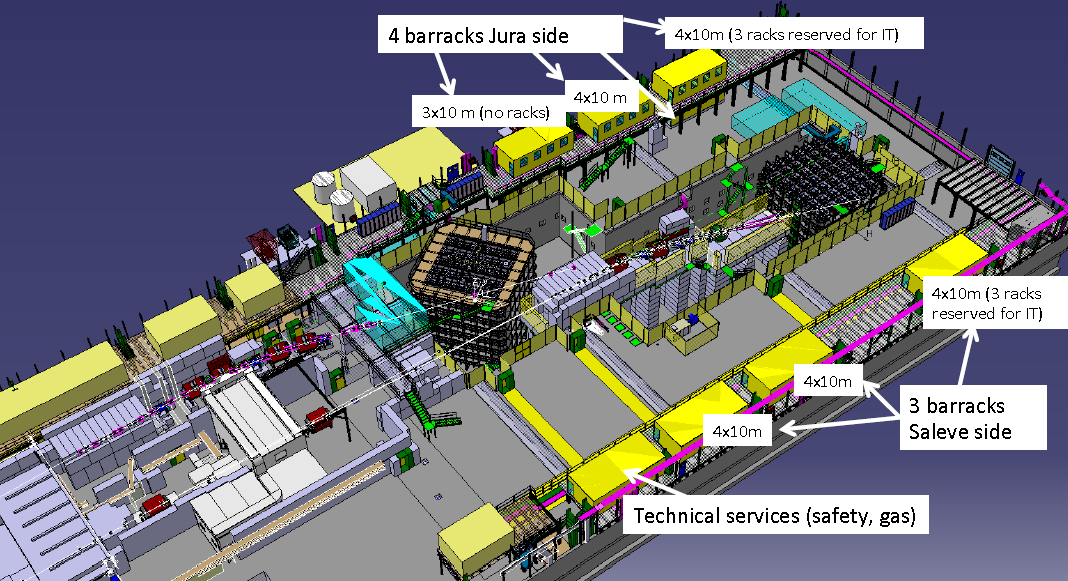 4 barracks Jura side
4x10m (3 racks reserved for IT)
4x10 m
3x10 m (no racks)
4x10m (3 racks
reserved for IT)
4x10m
4x10m
3 barracks
Saleve side
Technical services (safety, gas)